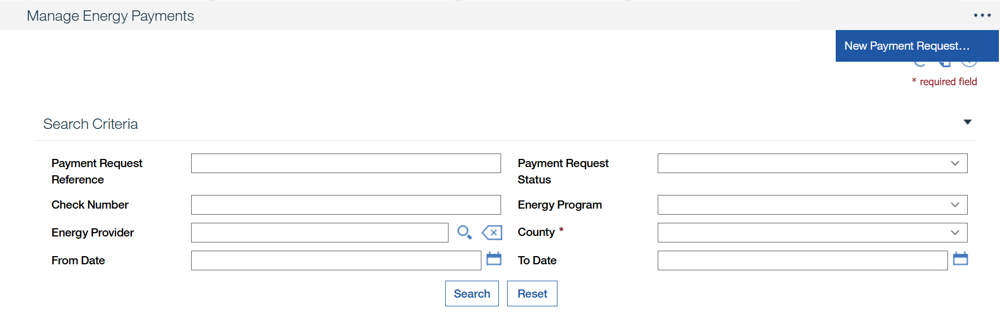 Manage Energy Payments
New Payment Request...
* required field
Search Criteria
Payment Request
Reference
Payment Request
Status
Check Number
Energy Program
Energy Provider
County *
From Date
To Date
Search
Reset